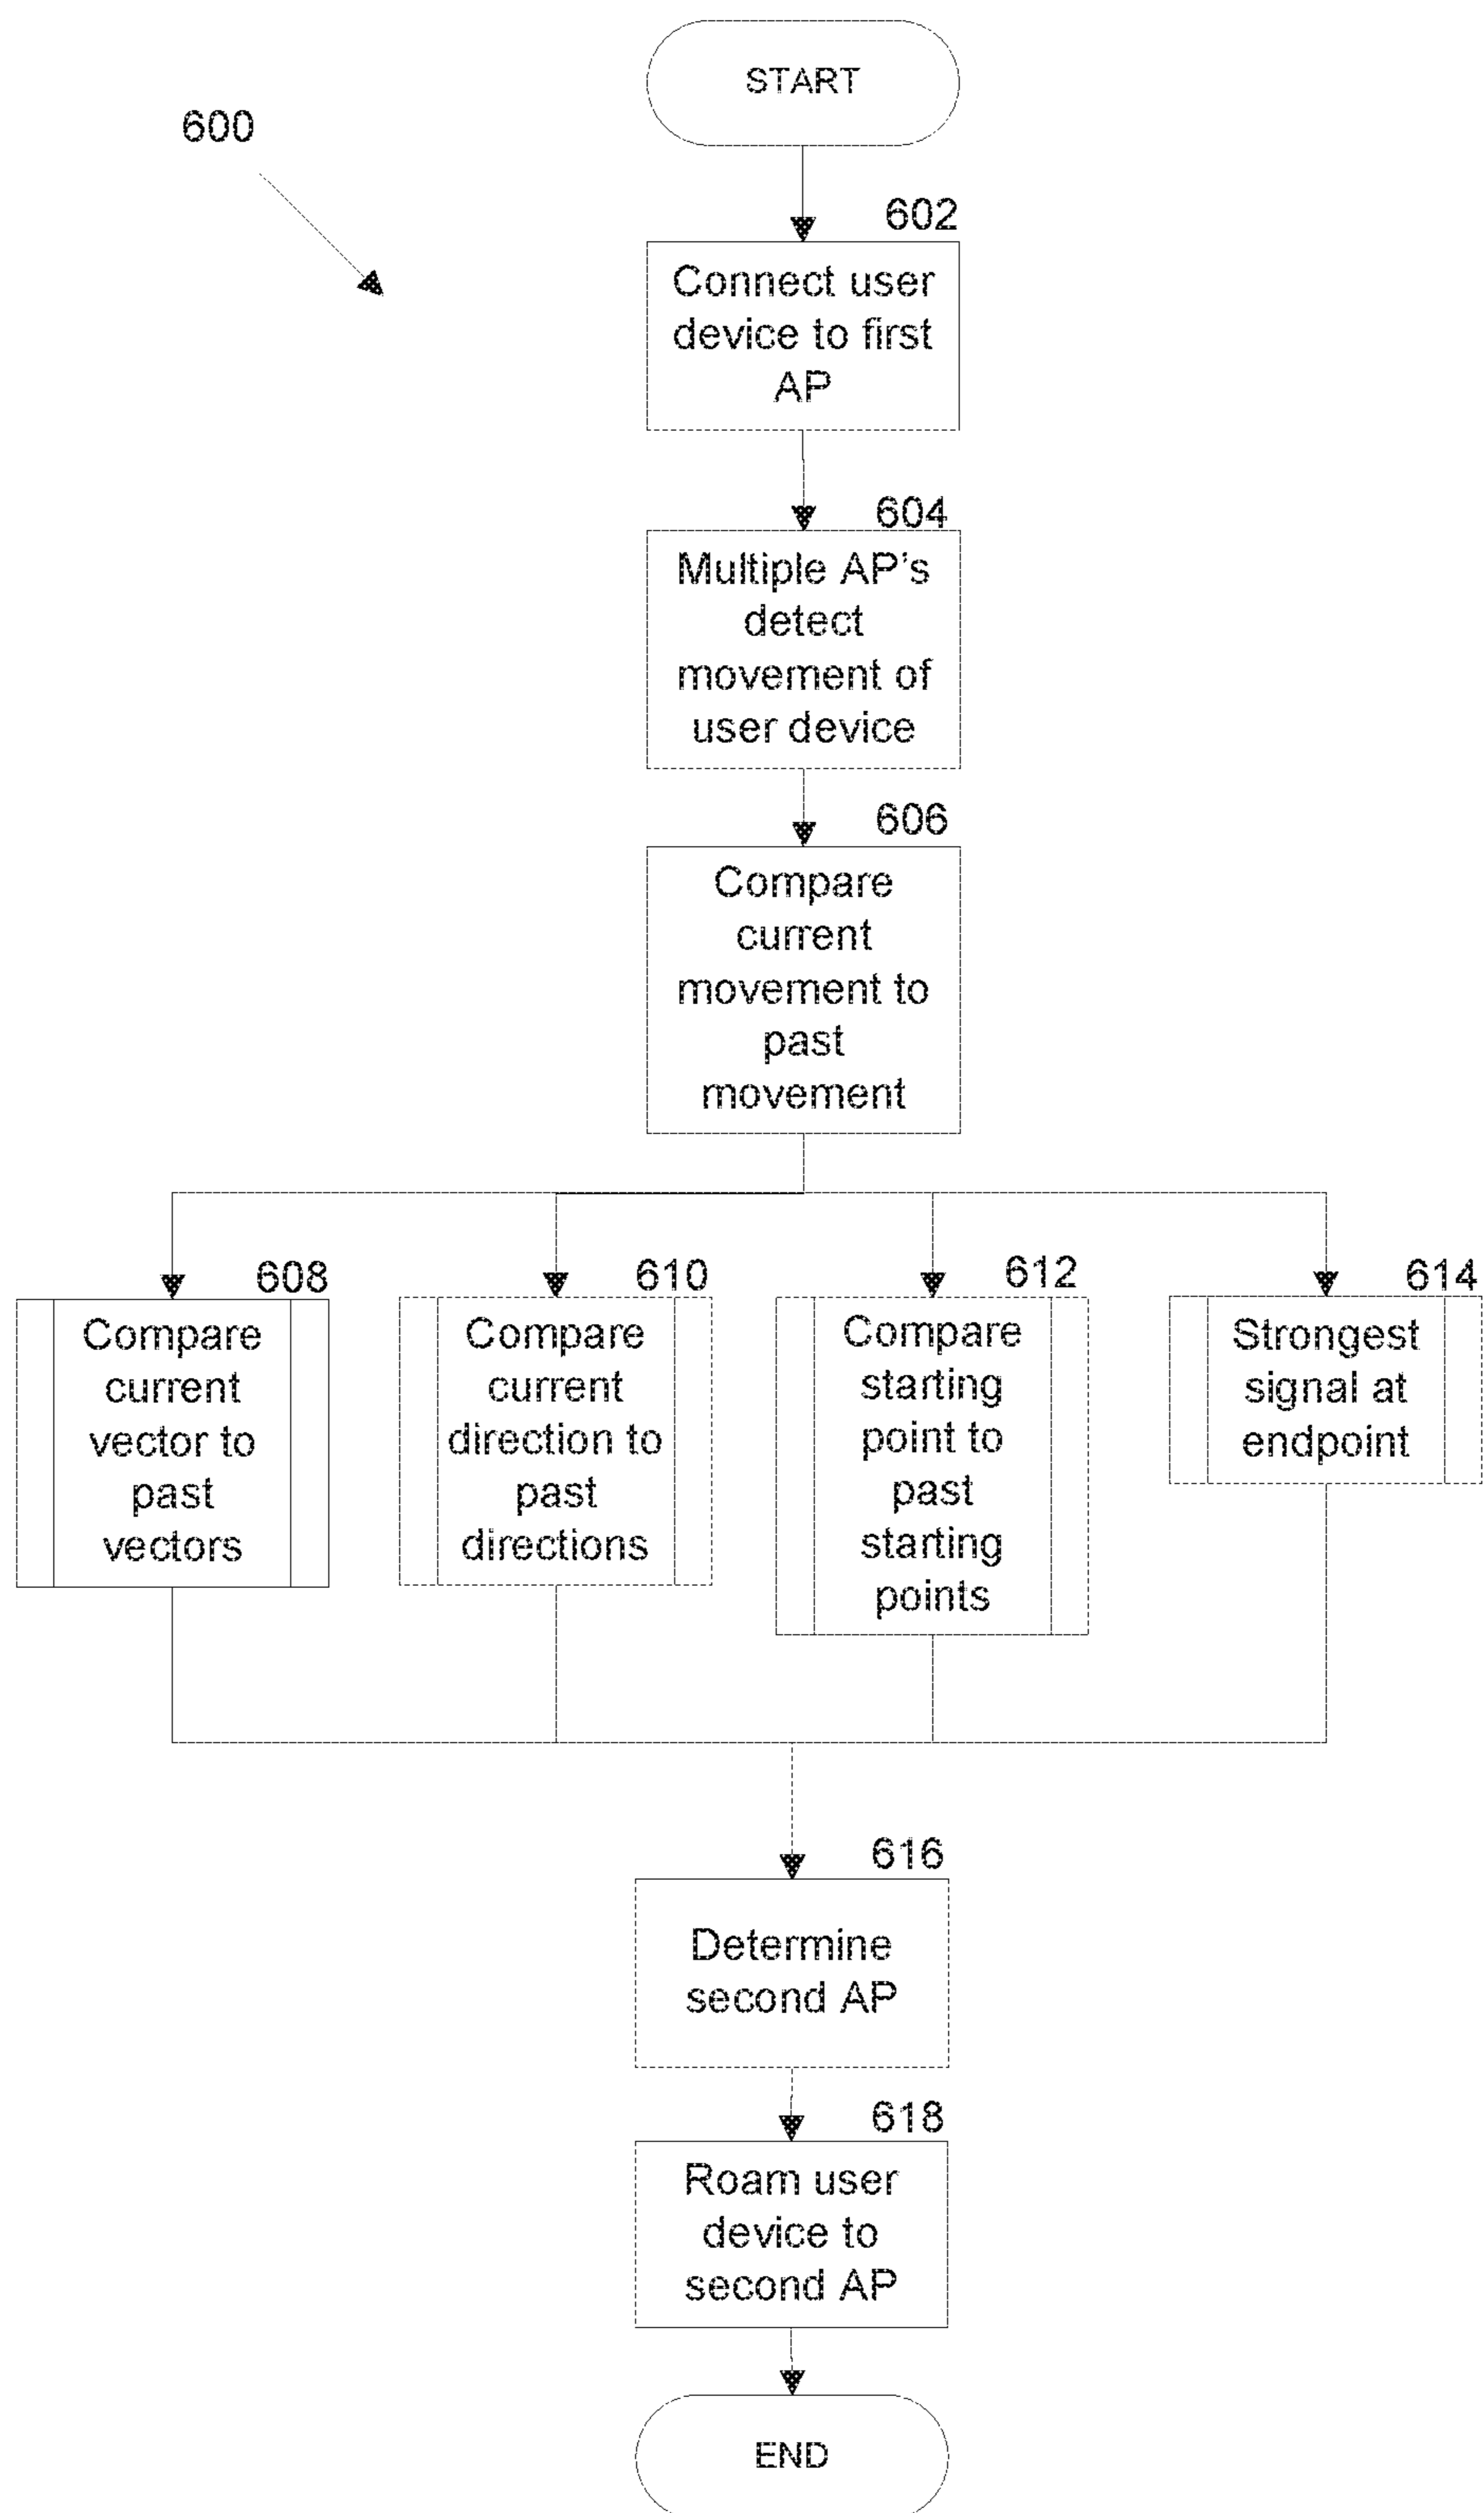 START
600
602
Connect user
device to first
AP
604
Multiple AP's
detect
movement of
user device
606
Compare
current
movement to
past
movement
608
Compare
current
vector to
past
vectors
610
Compare
current
direction to
past
directions
612
Compare
starting
point to
past
starting
points
614
Strongest
signal at
endpoint
616
Determine
second AP
618
Roam user
device to
second AP
END